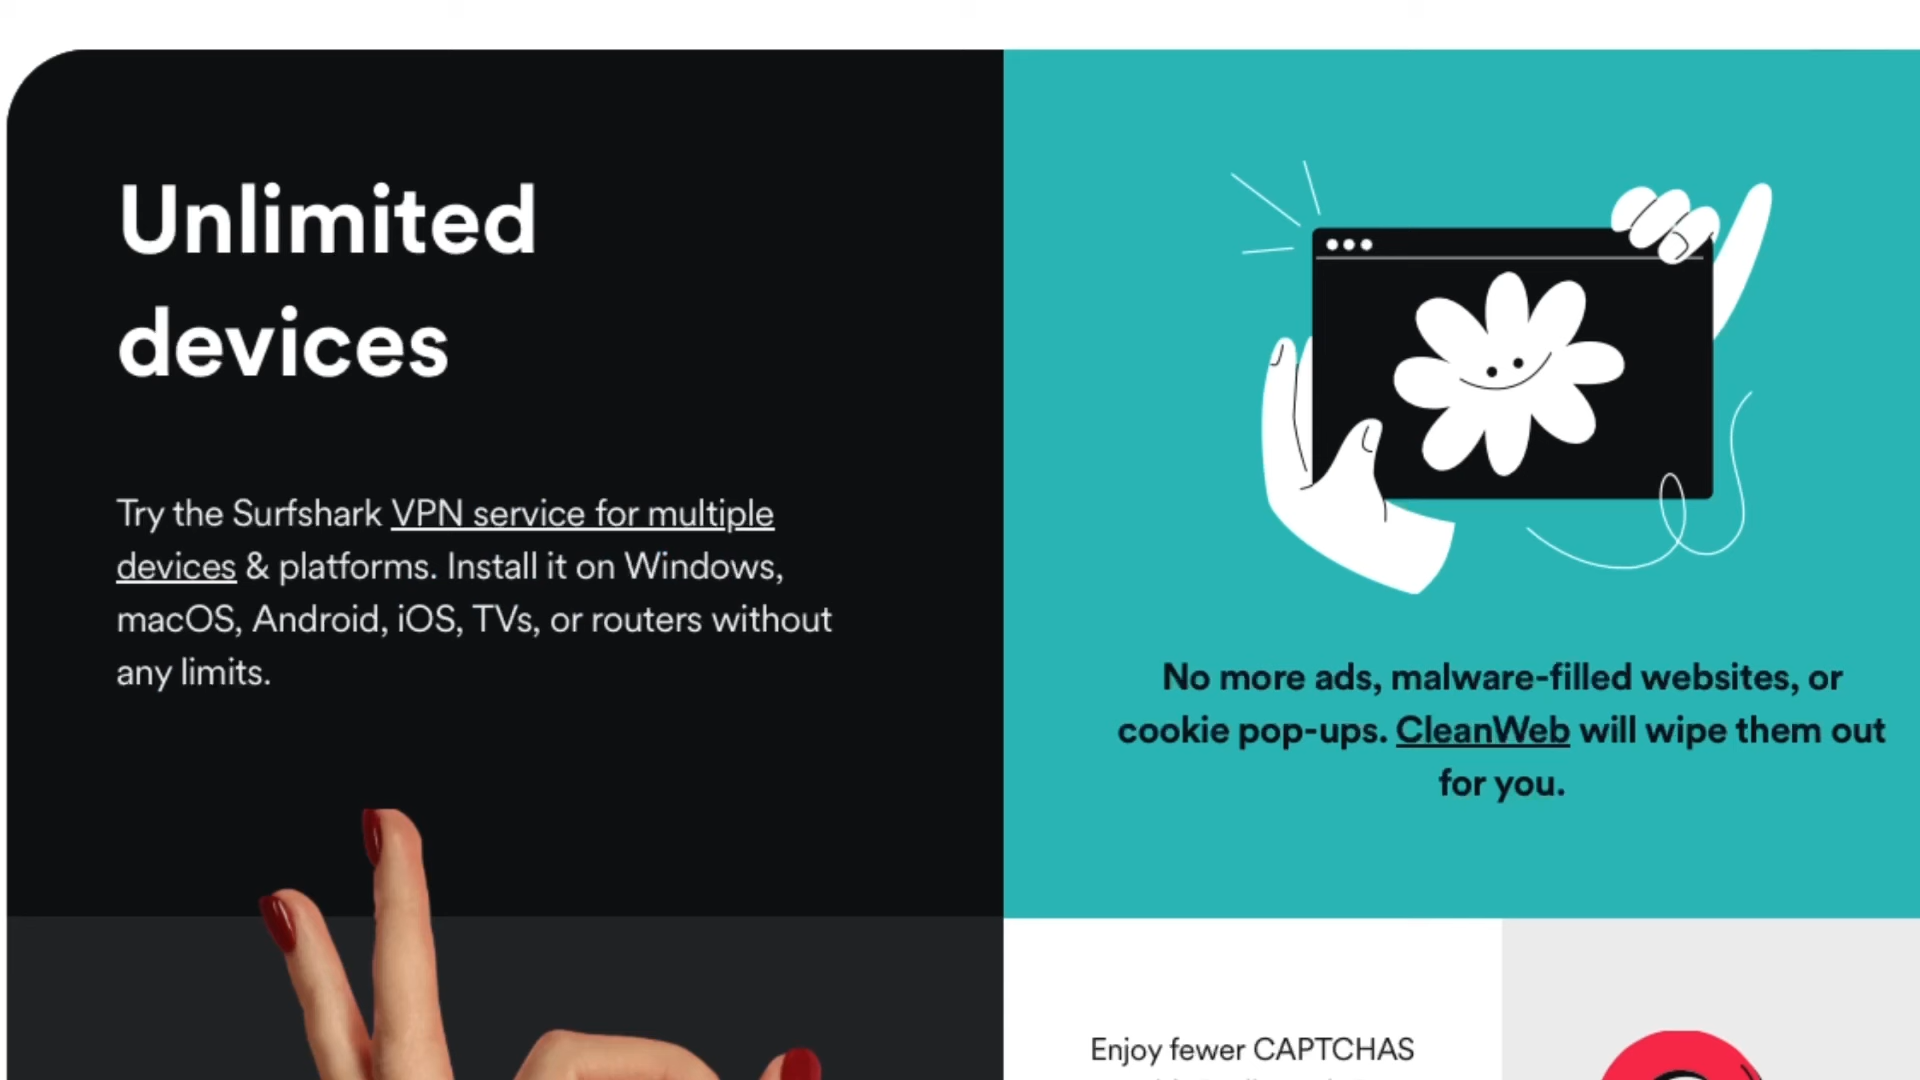 Unlimited
devices
Try the Surfshark VPN service for multiple
devices & platforms. Install it on Windows,
macOS, Android, iOS, TVs, or routers without
any limits.
No more ads, malware-filled websites, or
cookie pop-ups. CleanWeb will wipe them out
for you.
Enjoy fewer CAPTCHAS